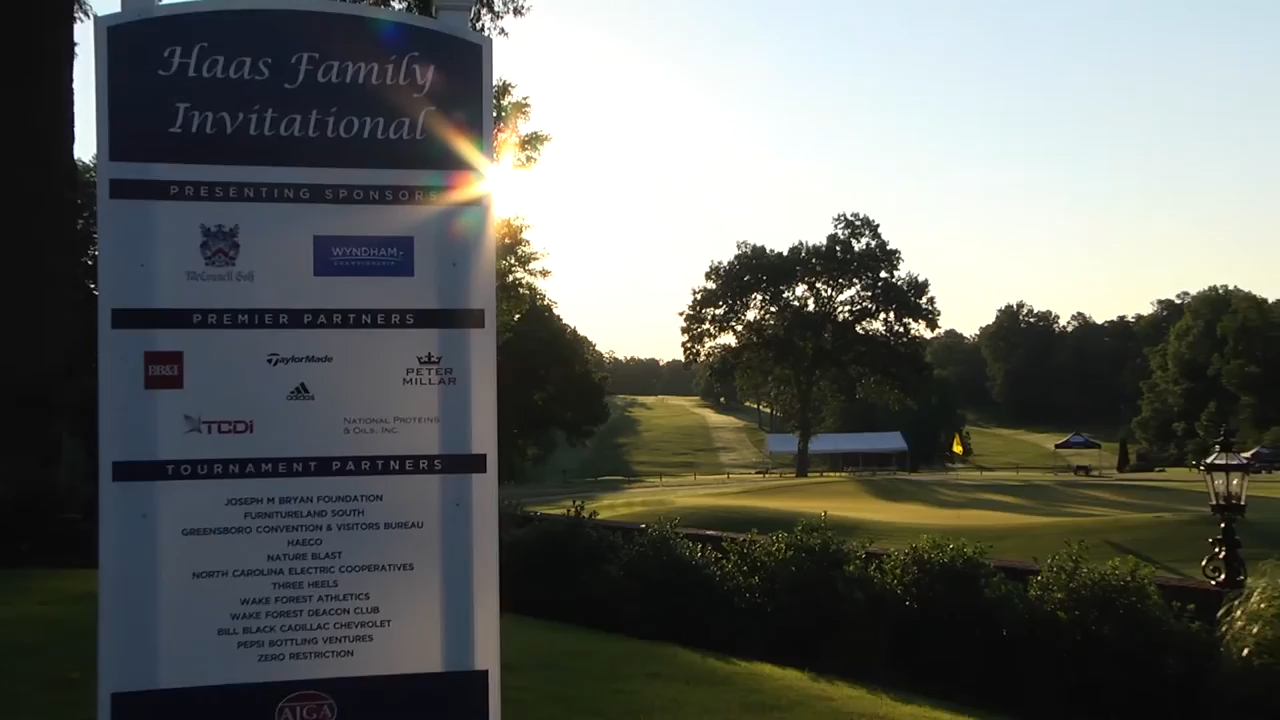 Haas Family
Invitational
PRESENTING SPONSORS
McConnell Golf
WYNDHAM
CHAMPIONSHIP
PREMIER PARTNERS
BB&T
TaylorMade
adidas
PETER
MILLAR
TCDi
NATIONAL PROTEINS
& OILS, INC.
TOURNAMENT PARTNERS
JOSEPH M BRYAN FOUNDATION
FURNITURELAND SOUTH
GREENSBORO CONVENTION & VISITORS BUREAU
HAECO
NATURE BLAST
NORTH CAROLINA ELECTRIC COOPERATIVES
THREE HEELS
WAKE FOREST ATHLETICS
WAKE FOREST DEACON CLUB
BILL BLACK CADILLAC CHEVROLET
PEPSI BOTTLING VENTURES
ZERO RESTRICTION
AJGA